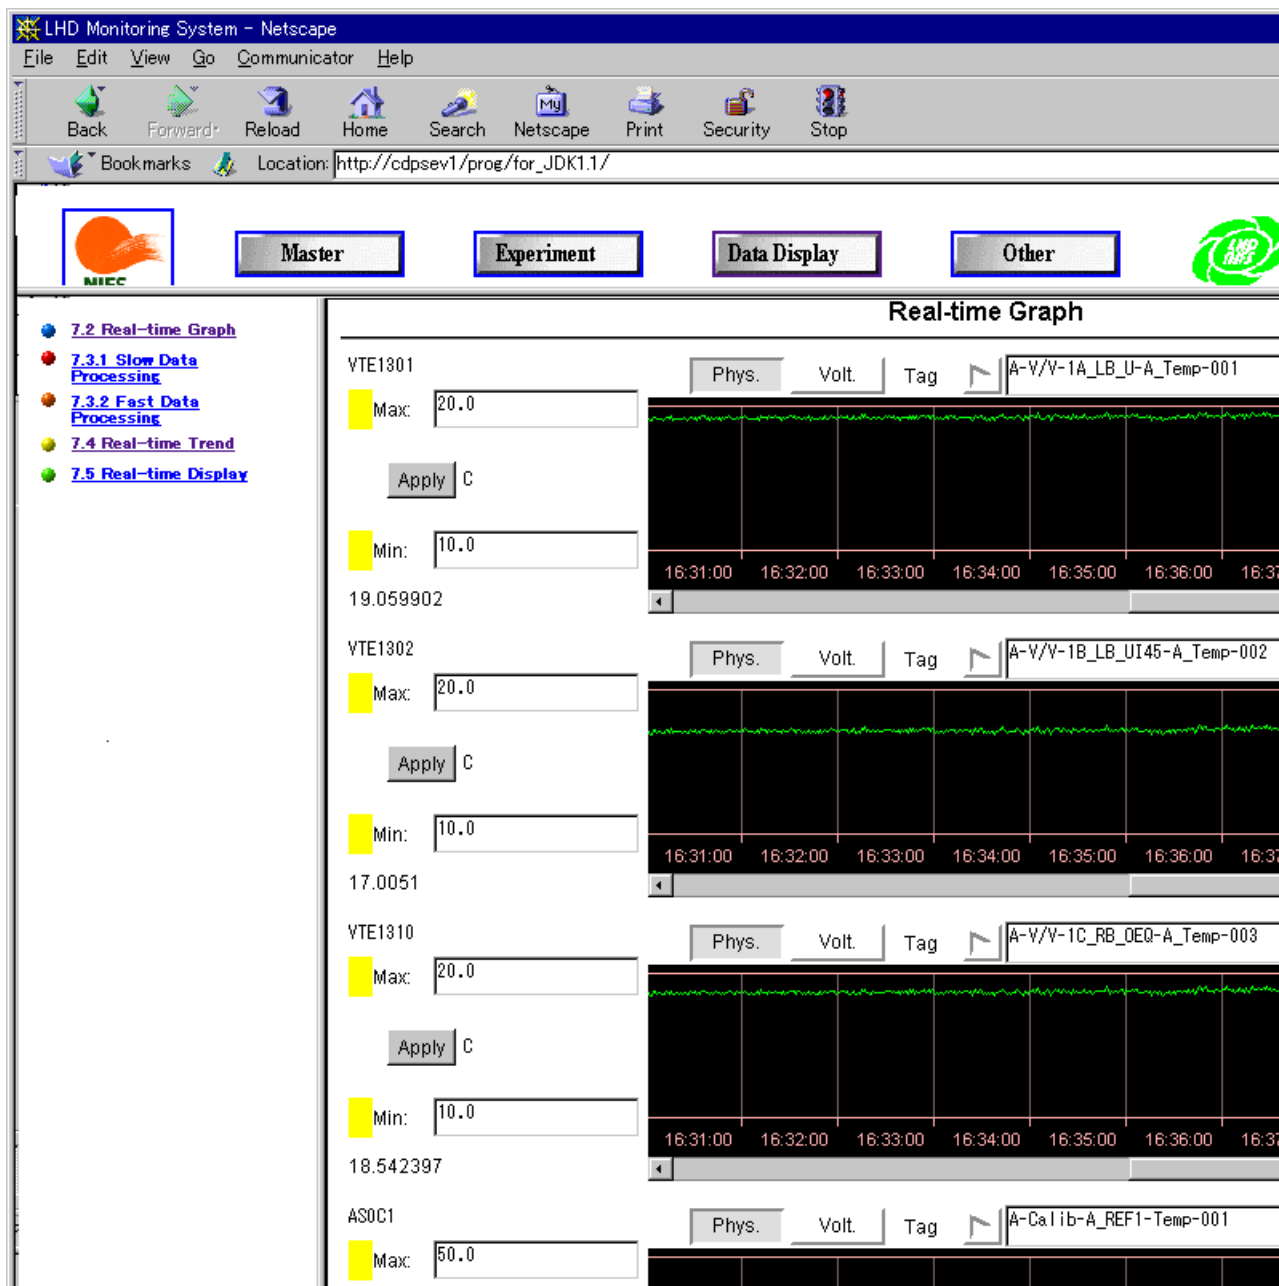 LHD Monitoring System - Netscape
File Edit View Go Communicator Help
Back Forward Reload Home Search Netscape Print Security Stop
My
Bookmarks Location: http://cdpsev1/prog/for_JDK1.1/
NIFS
Master Experiment Data Display Other
Real-time Graph
7.2 Real-time Graph
7.3.1 Slow Data
Processing
7.3.2 Fast Data
Processing
7.4 Real-time Trend
7.5 Real-time Display
VTE1301
Phys. Volt. Tag A-V/V-1A_LB_U-A_Temp-001
Max: 20.0
Apply C
Min: 10.0
16:31:00 16:32:00 16:33:00 16:34:00 16:35:00 16:36:00 16:37
19.059902
VTE1302
Phys. Volt. Tag A-V/V-1B_LB_UI45-A_Temp-002
Max: 20.0
Apply C
Min: 10.0
16:31:00 16:32:00 16:33:00 16:34:00 16:35:00 16:36:00 16:37
17.0051
VTE1310
Phys. Volt. Tag A-V/V-1C_RB_OEQ-A_Temp-003
Max: 20.0
Apply C
Min: 10.0
16:31:00 16:32:00 16:33:00 16:34:00 16:35:00 16:36:00 16:37
18.542397
AS0C1
Phys. Volt. Tag A-Calib-A_REF1-Temp-001
Max: 50.0